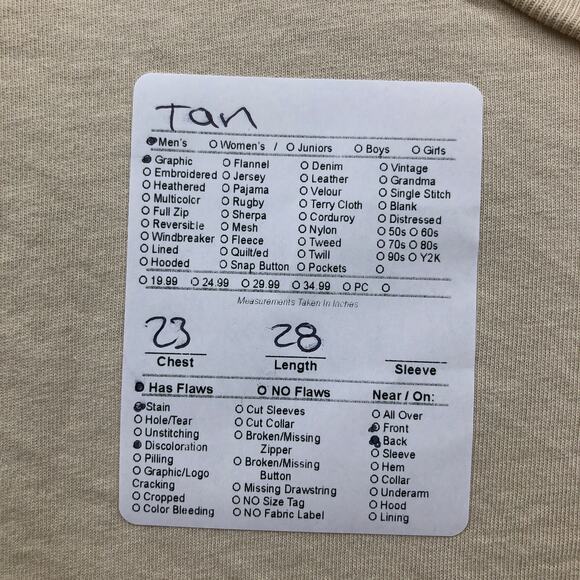 Tan
Men's Women's / Juniors Boys Girls
Graphic Flannel Denim Vintage
Embroidered Jersey Leather Grandma
Heathered Pajama Velour Single Stitch
Multicolor Rugby Terry Cloth Blank
Full Zip Sherpa Corduroy Distressed
Reversible Mesh Nylon 50s 60s
Windbreaker Fleece Tweed 70s 80s
Lined Quilted Twill 90s Y2K
Hooded Snap Button Pockets
19.99 24.99 29.99 34.99 PC
Measurements Taken In Inches
23 28
Chest Length Sleeve
Has Flaws NO Flaws Near / On:
Stain Cut Sleeves All Over
Hole/Tear Cut Collar Front
Unstitching Broken/Missing Back
Discoloration Zipper Sleeve
Pilling Broken/Missing Hem
Graphic/Logo Button Collar
Cracking Missing Drawstring Underarm
Cropped NO Size Tag Hood
Color Bleeding NO Fabric Label Lining